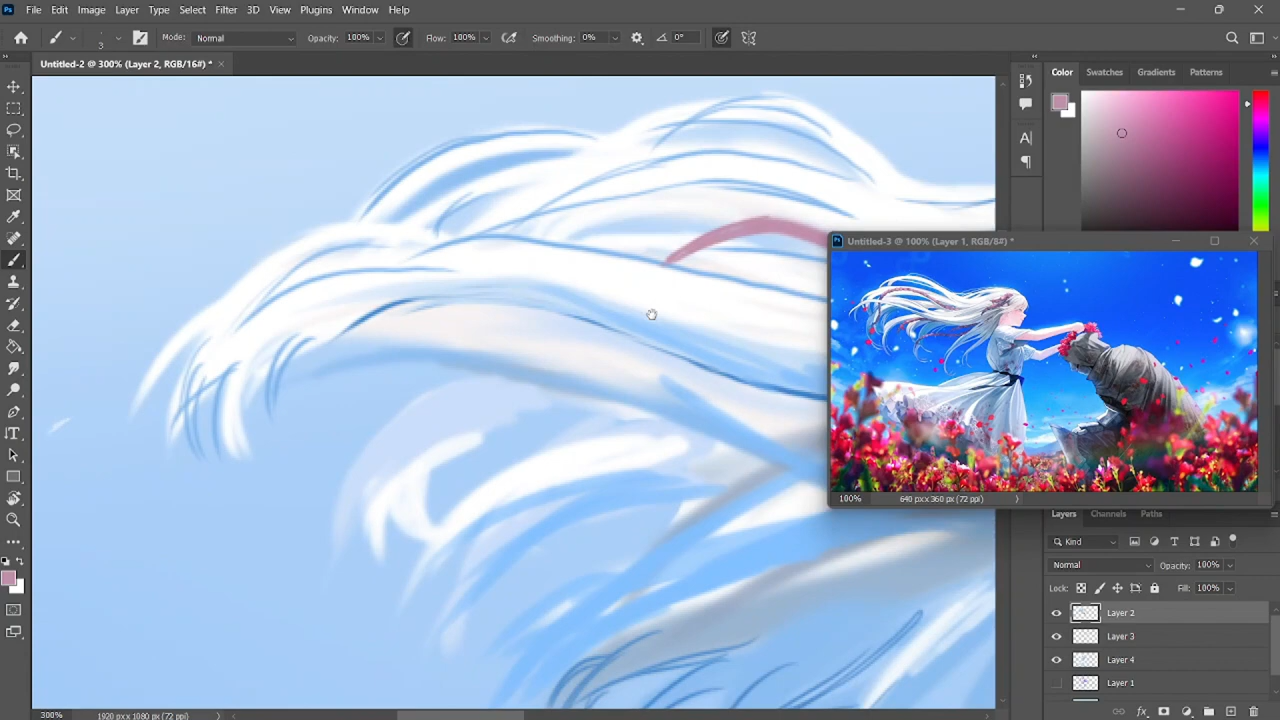 Ps File Edit Image Layer Type Select Filter 3D View Plugins Window Help
3 Mode: Normal Opacity: 100% Flow: 100% Smoothing: 0% 0°
Untitled-2 @ 300% (Layer 2, RGB/16#) *
Color Swatches Gradients Patterns
Ps Untitled-3 @ 100% (Layer 1, RGB/8#) *
100% 640 px x 360 px (72 ppi)
Layers Channels Paths
Kind
Normal Opacity: 100%
Lock: Fill: 100%
Layer 2
Layer 3
Layer 4
Layer 1
300% 1920 px x 1080 px (72 ppi)